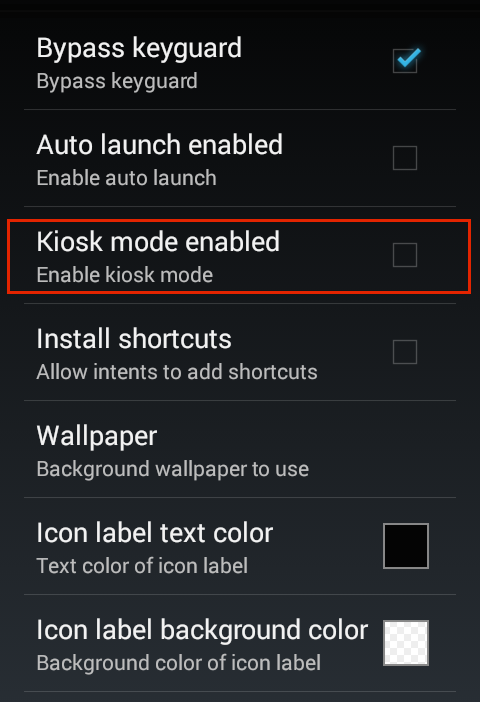 Bypass keyguard
Bypass keyguard
Auto launch enabled
Enable auto launch
Kiosk mode enabled
Enable kiosk mode
Install shortcuts
Allow intents to add shortcuts
Wallpaper
Background wallpaper to use
Icon label text color
Text color of icon label
Icon label background color
Background color of icon label